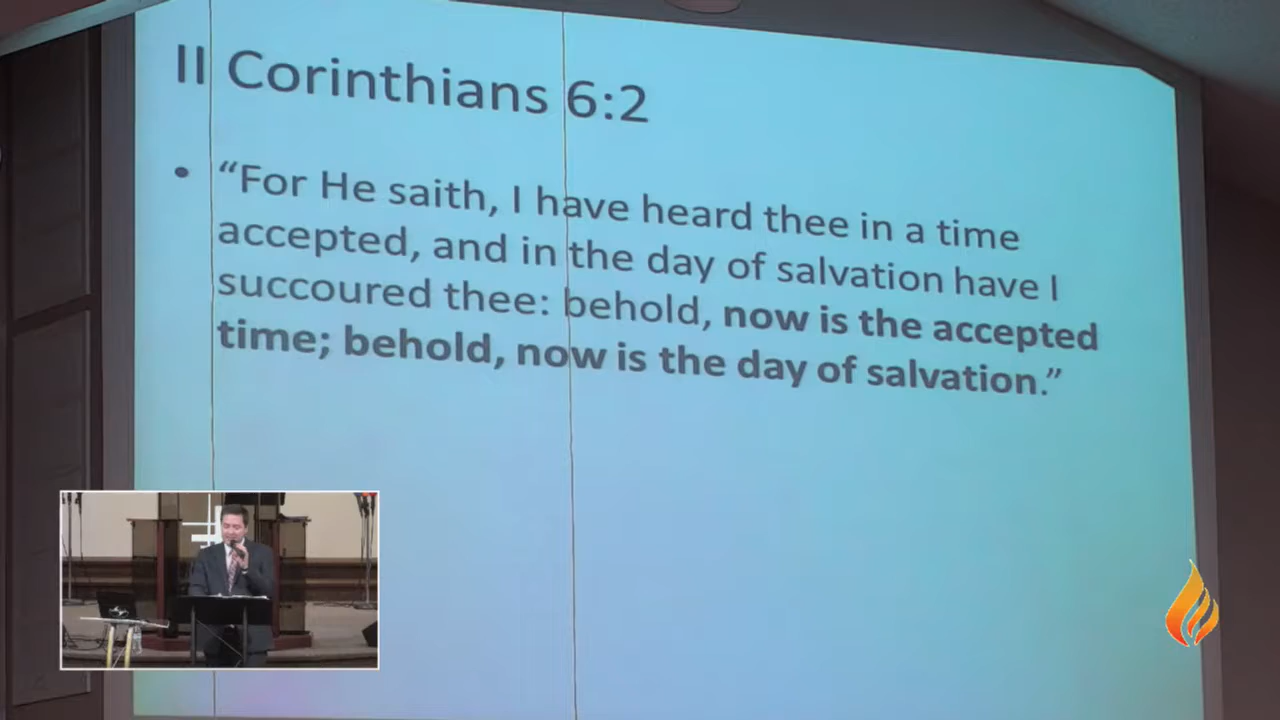 II Corinthians 6:2
• “For He saith, I have heard thee in a time
accepted, and in the day of salvation have I
succoured thee: behold, now is the accepted
time; behold, now is the day of salvation.”